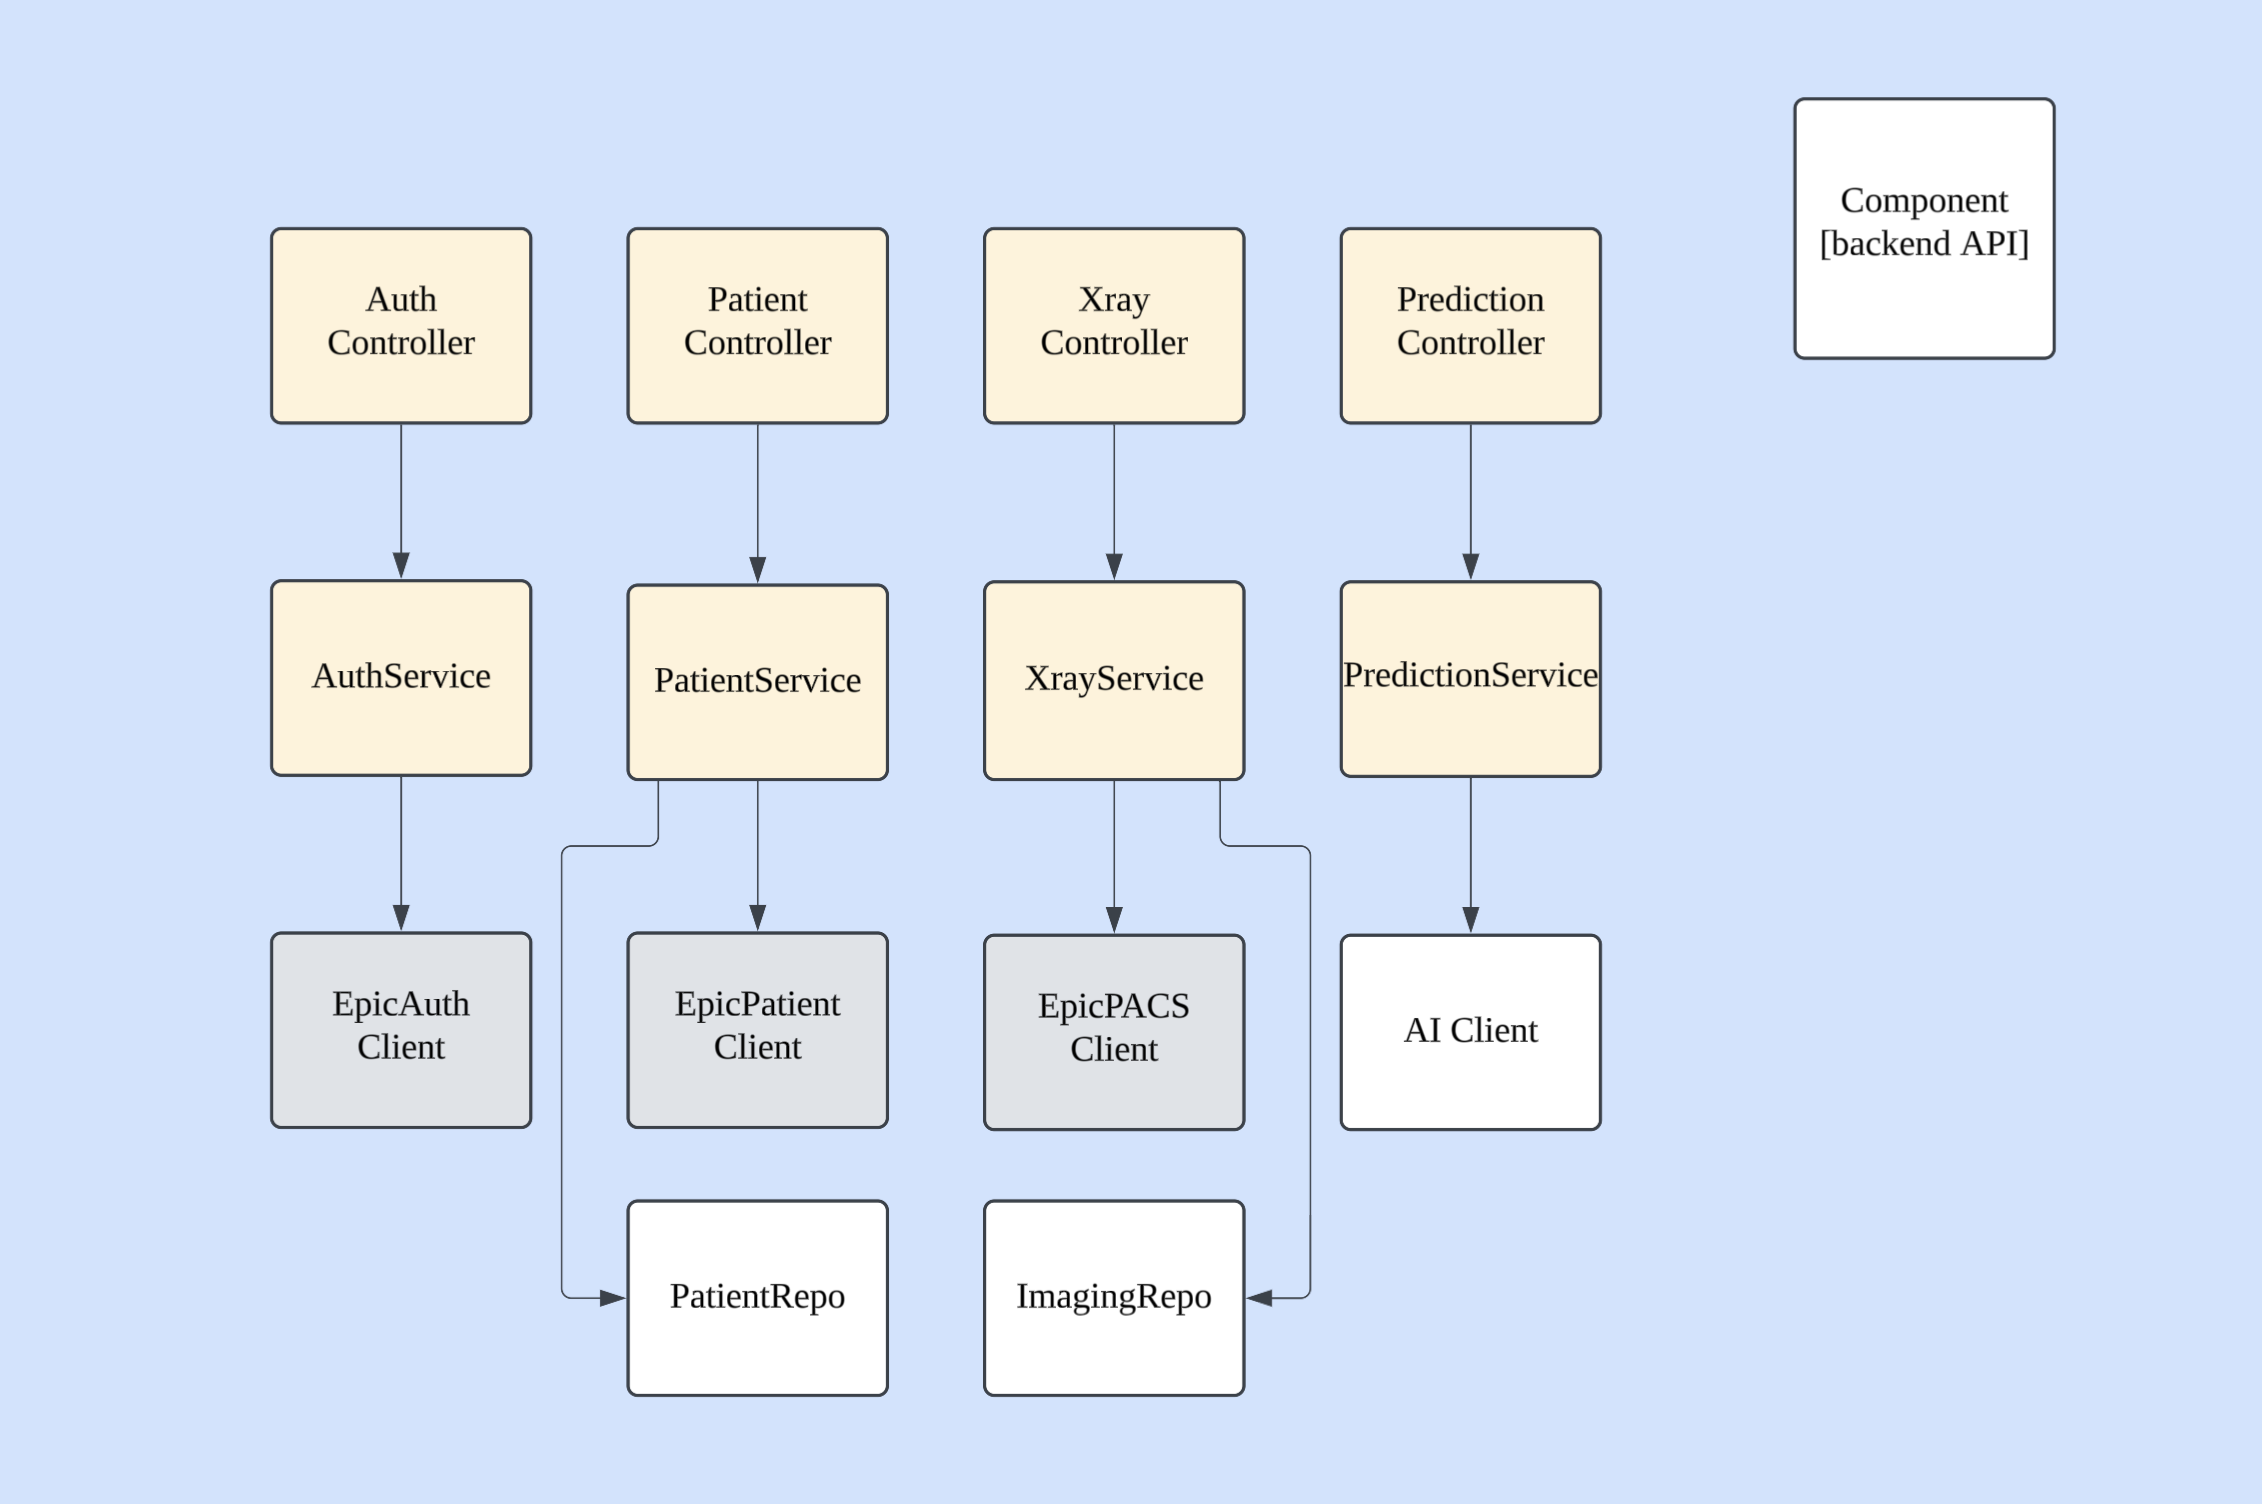 Component
[backend API]
Auth
Controller
Patient
Controller
Xray
Controller
Prediction
Controller
AuthService
PatientService
XrayService
PredictionService
EpicAuth
Client
EpicPatient
Client
EpicPACS
Client
AI Client
PatientRepo
ImagingRepo